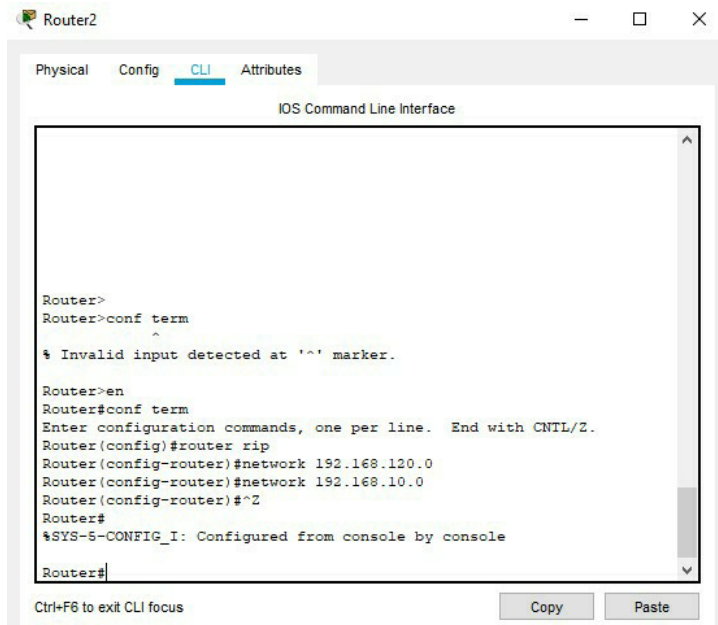 Router2
Physical Config CLI Attributes
IOS Command Line Interface
Router>
Router>conf term
^
% Invalid input detected at '^' marker.
Router>en
Router#conf term
Enter configuration commands, one per line.  End with CNTL/Z.
Router(config)#router rip
Router(config-router)#network 192.168.120.0
Router(config-router)#network 192.168.10.0
Router(config-router)#^Z
Router#
%SYS-5-CONFIG_I: Configured from console by console
Router#
Ctrl+F6 to exit CLI focus
Copy Paste